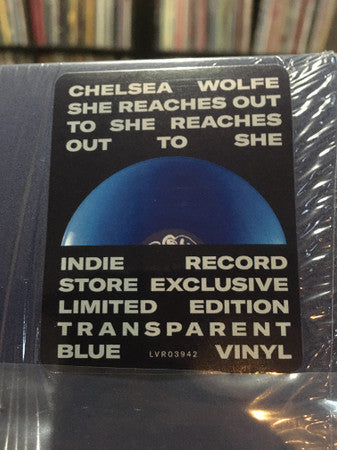 CHELSEA WOLFE
SHE REACHES OUT
TO SHE REACHES
OUT TO SHE
INDIE RECORD
STORE EXCLUSIVE
LIMITED EDITION
TRANSPARENT
BLUE LVR03942 VINYL